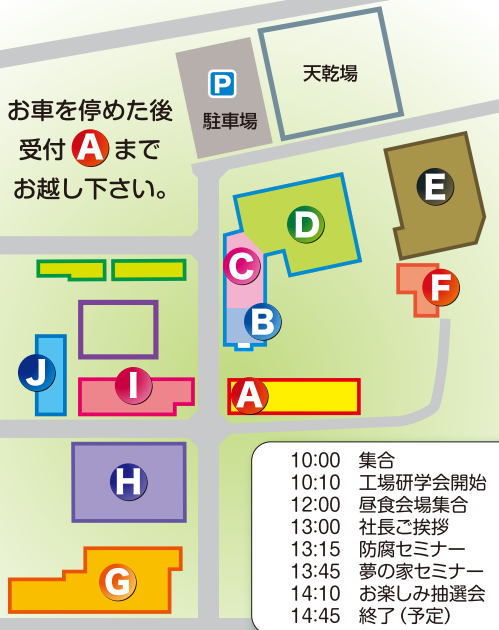 天乾場
P
駐車場
お車を停めた後
受付 A まで
お越し下さい。
E
D
C
F
B
J
I
A
H
G
10:00 集合
10:10 工場研学会開始
12:00 昼食会場集合
13:00 社長ご挨拶
13:15 防腐セミナー
13:45 夢の家セミナー
14:10 お楽しみ抽選会
14:45 終了（予定）